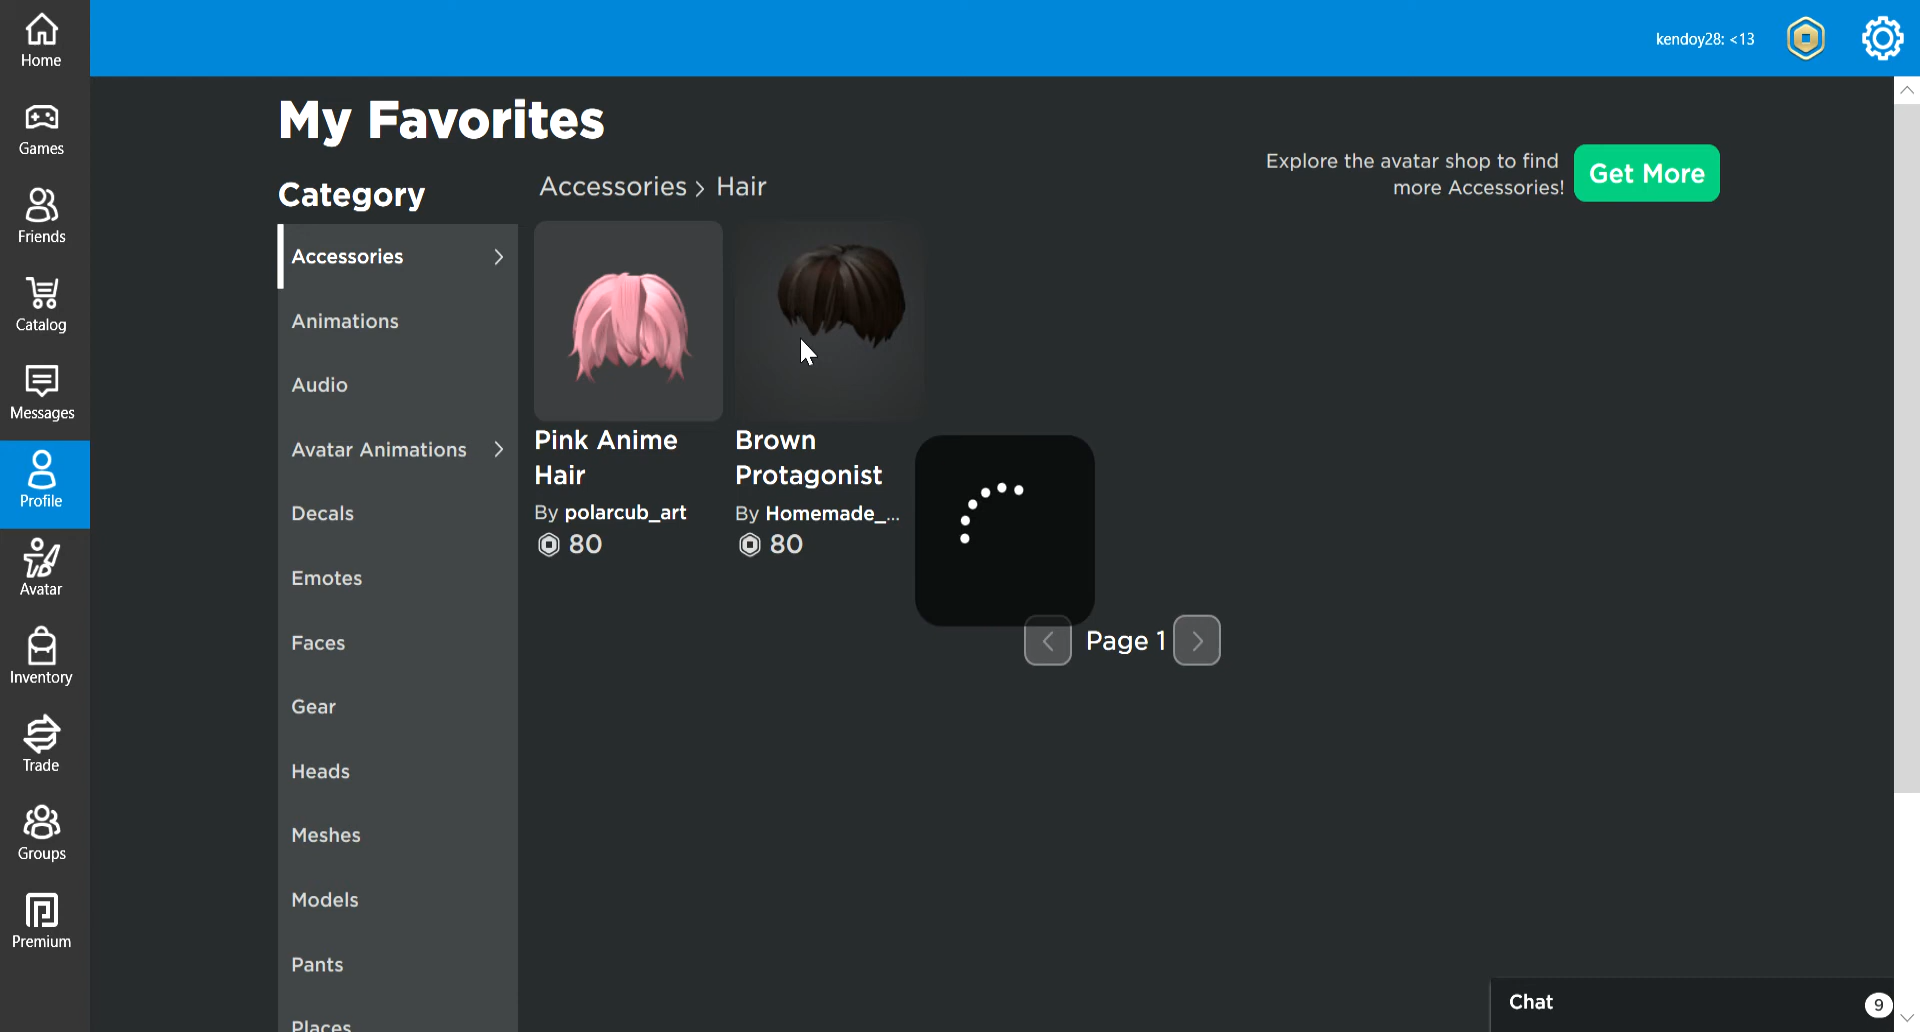 Home
Games
Friends
Catalog
Messages
Profile
Avatar
Inventory
Trade
Groups
Premium
kendoy28: <13
My Favorites
Explore the avatar shop to find
more Accessories!
Get More
Category
Accessories
Animations
Audio
Avatar Animations
Decals
Emotes
Faces
Gear
Heads
Meshes
Models
Pants
Places
Accessories > Hair
Pink Anime
Hair
By polarcub_art
80
Brown
Protagonist
By Homemade_...
80
Page 1
Chat
9